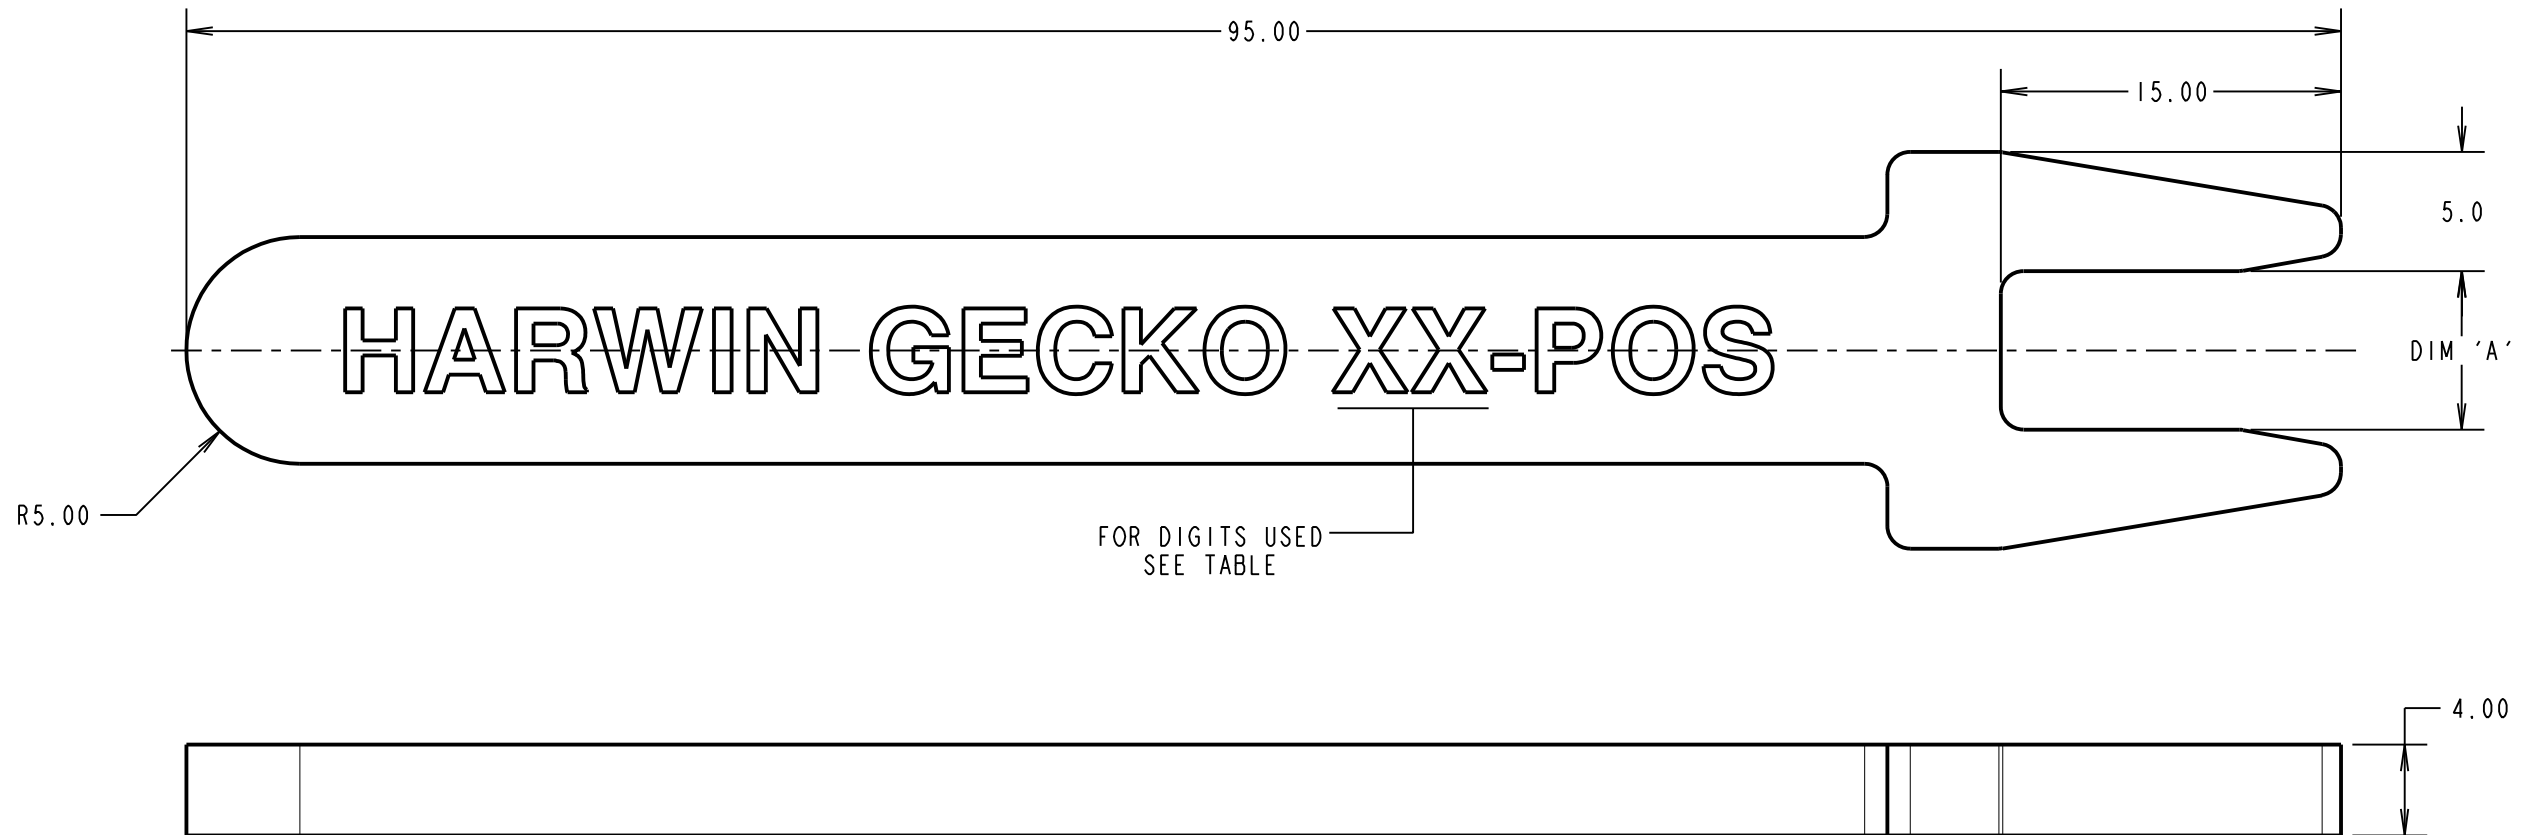 95.00
15.00
5.0
HARWIN GECKO XX-POS
DIM 'A'
R5.00
FOR DIGITS USED
SEE TABLE
4.00